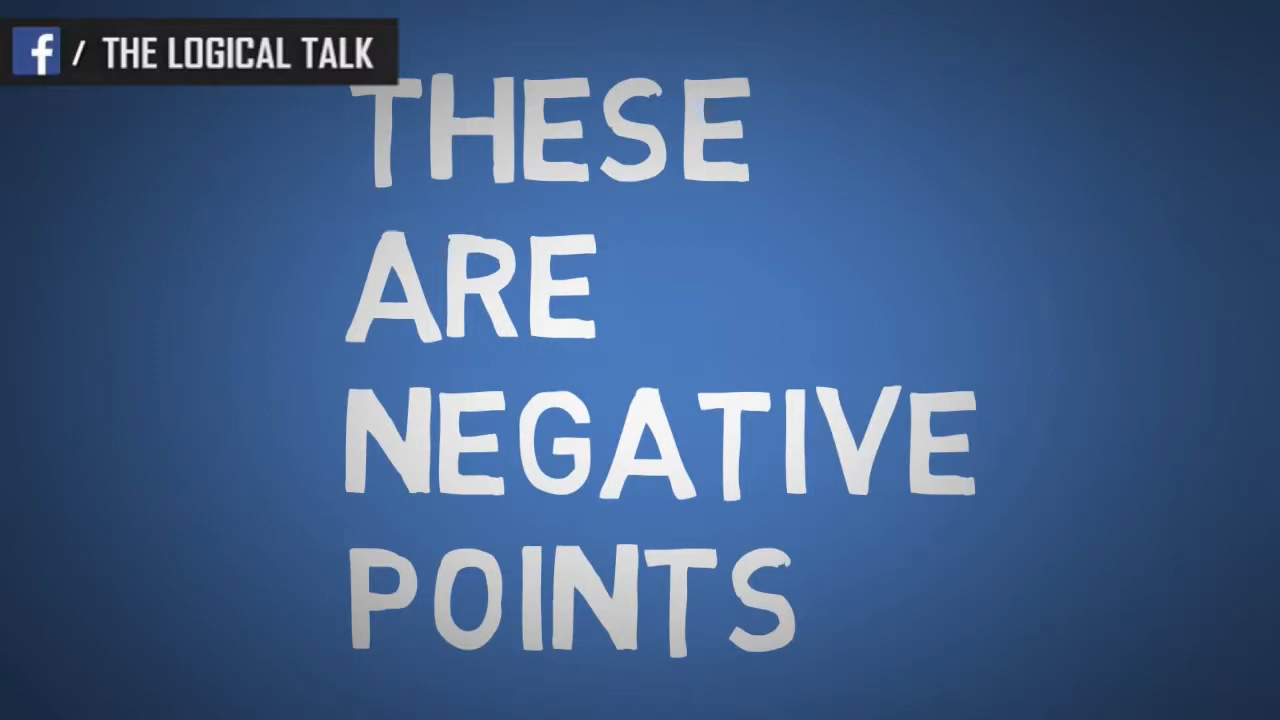 / THE LOGICAL TALK
THESE
ARE
NEGATIVE
POINTS